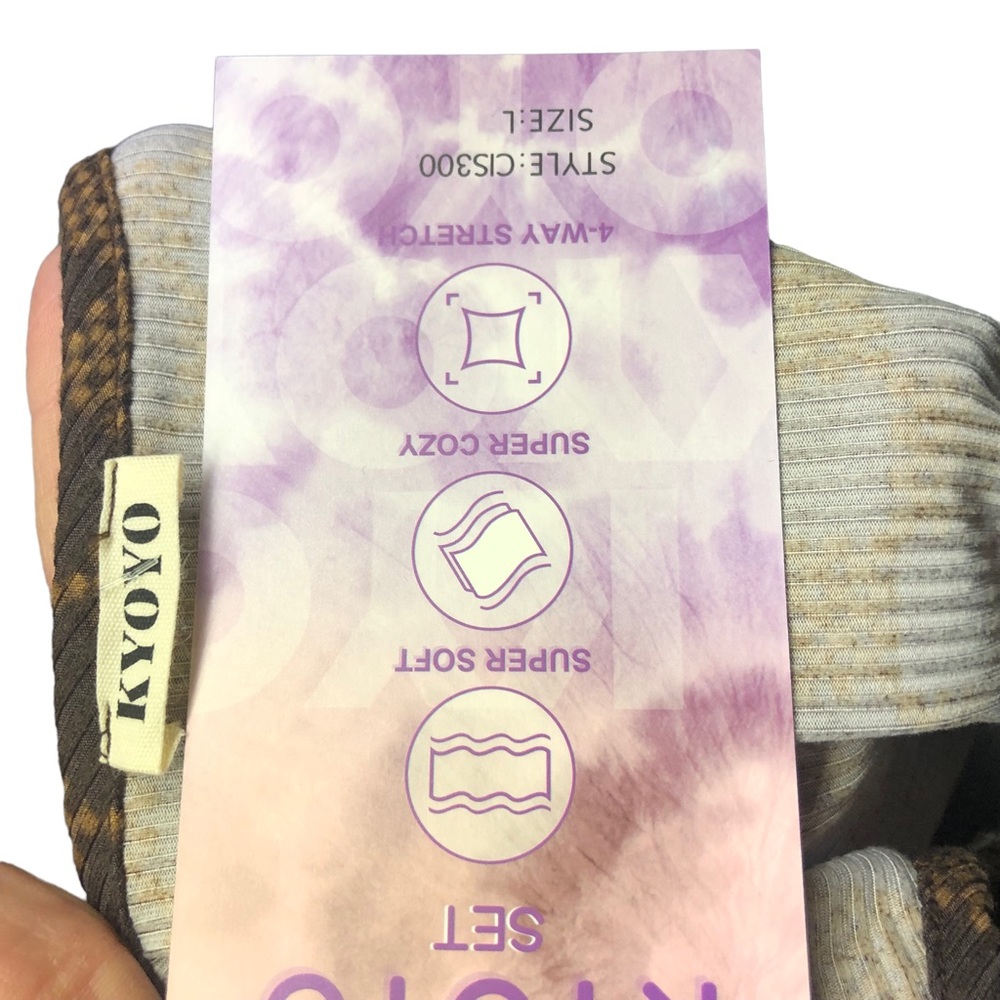 KYOYO
SET
SUPER SOFT
SUPER COZY
4-WAY STRETCH
STYLE:CIS300
SIZE:L